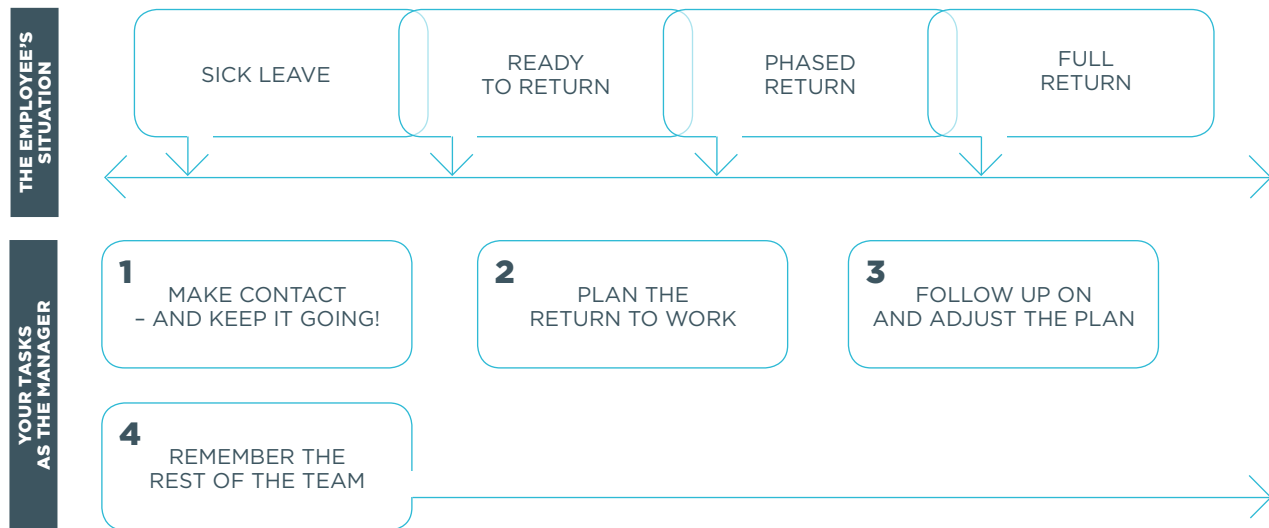 THE EMPLOYEE'S
SITUATION
SICK LEAVE
READY
TO RETURN
PHASED
RETURN
FULL
RETURN
YOUR TASKS
AS THE MANAGER
1
MAKE CONTACT
– AND KEEP IT GOING!
2
PLAN THE
RETURN TO WORK
3
FOLLOW UP ON
AND ADJUST THE PLAN
4
REMEMBER THE
REST OF THE TEAM